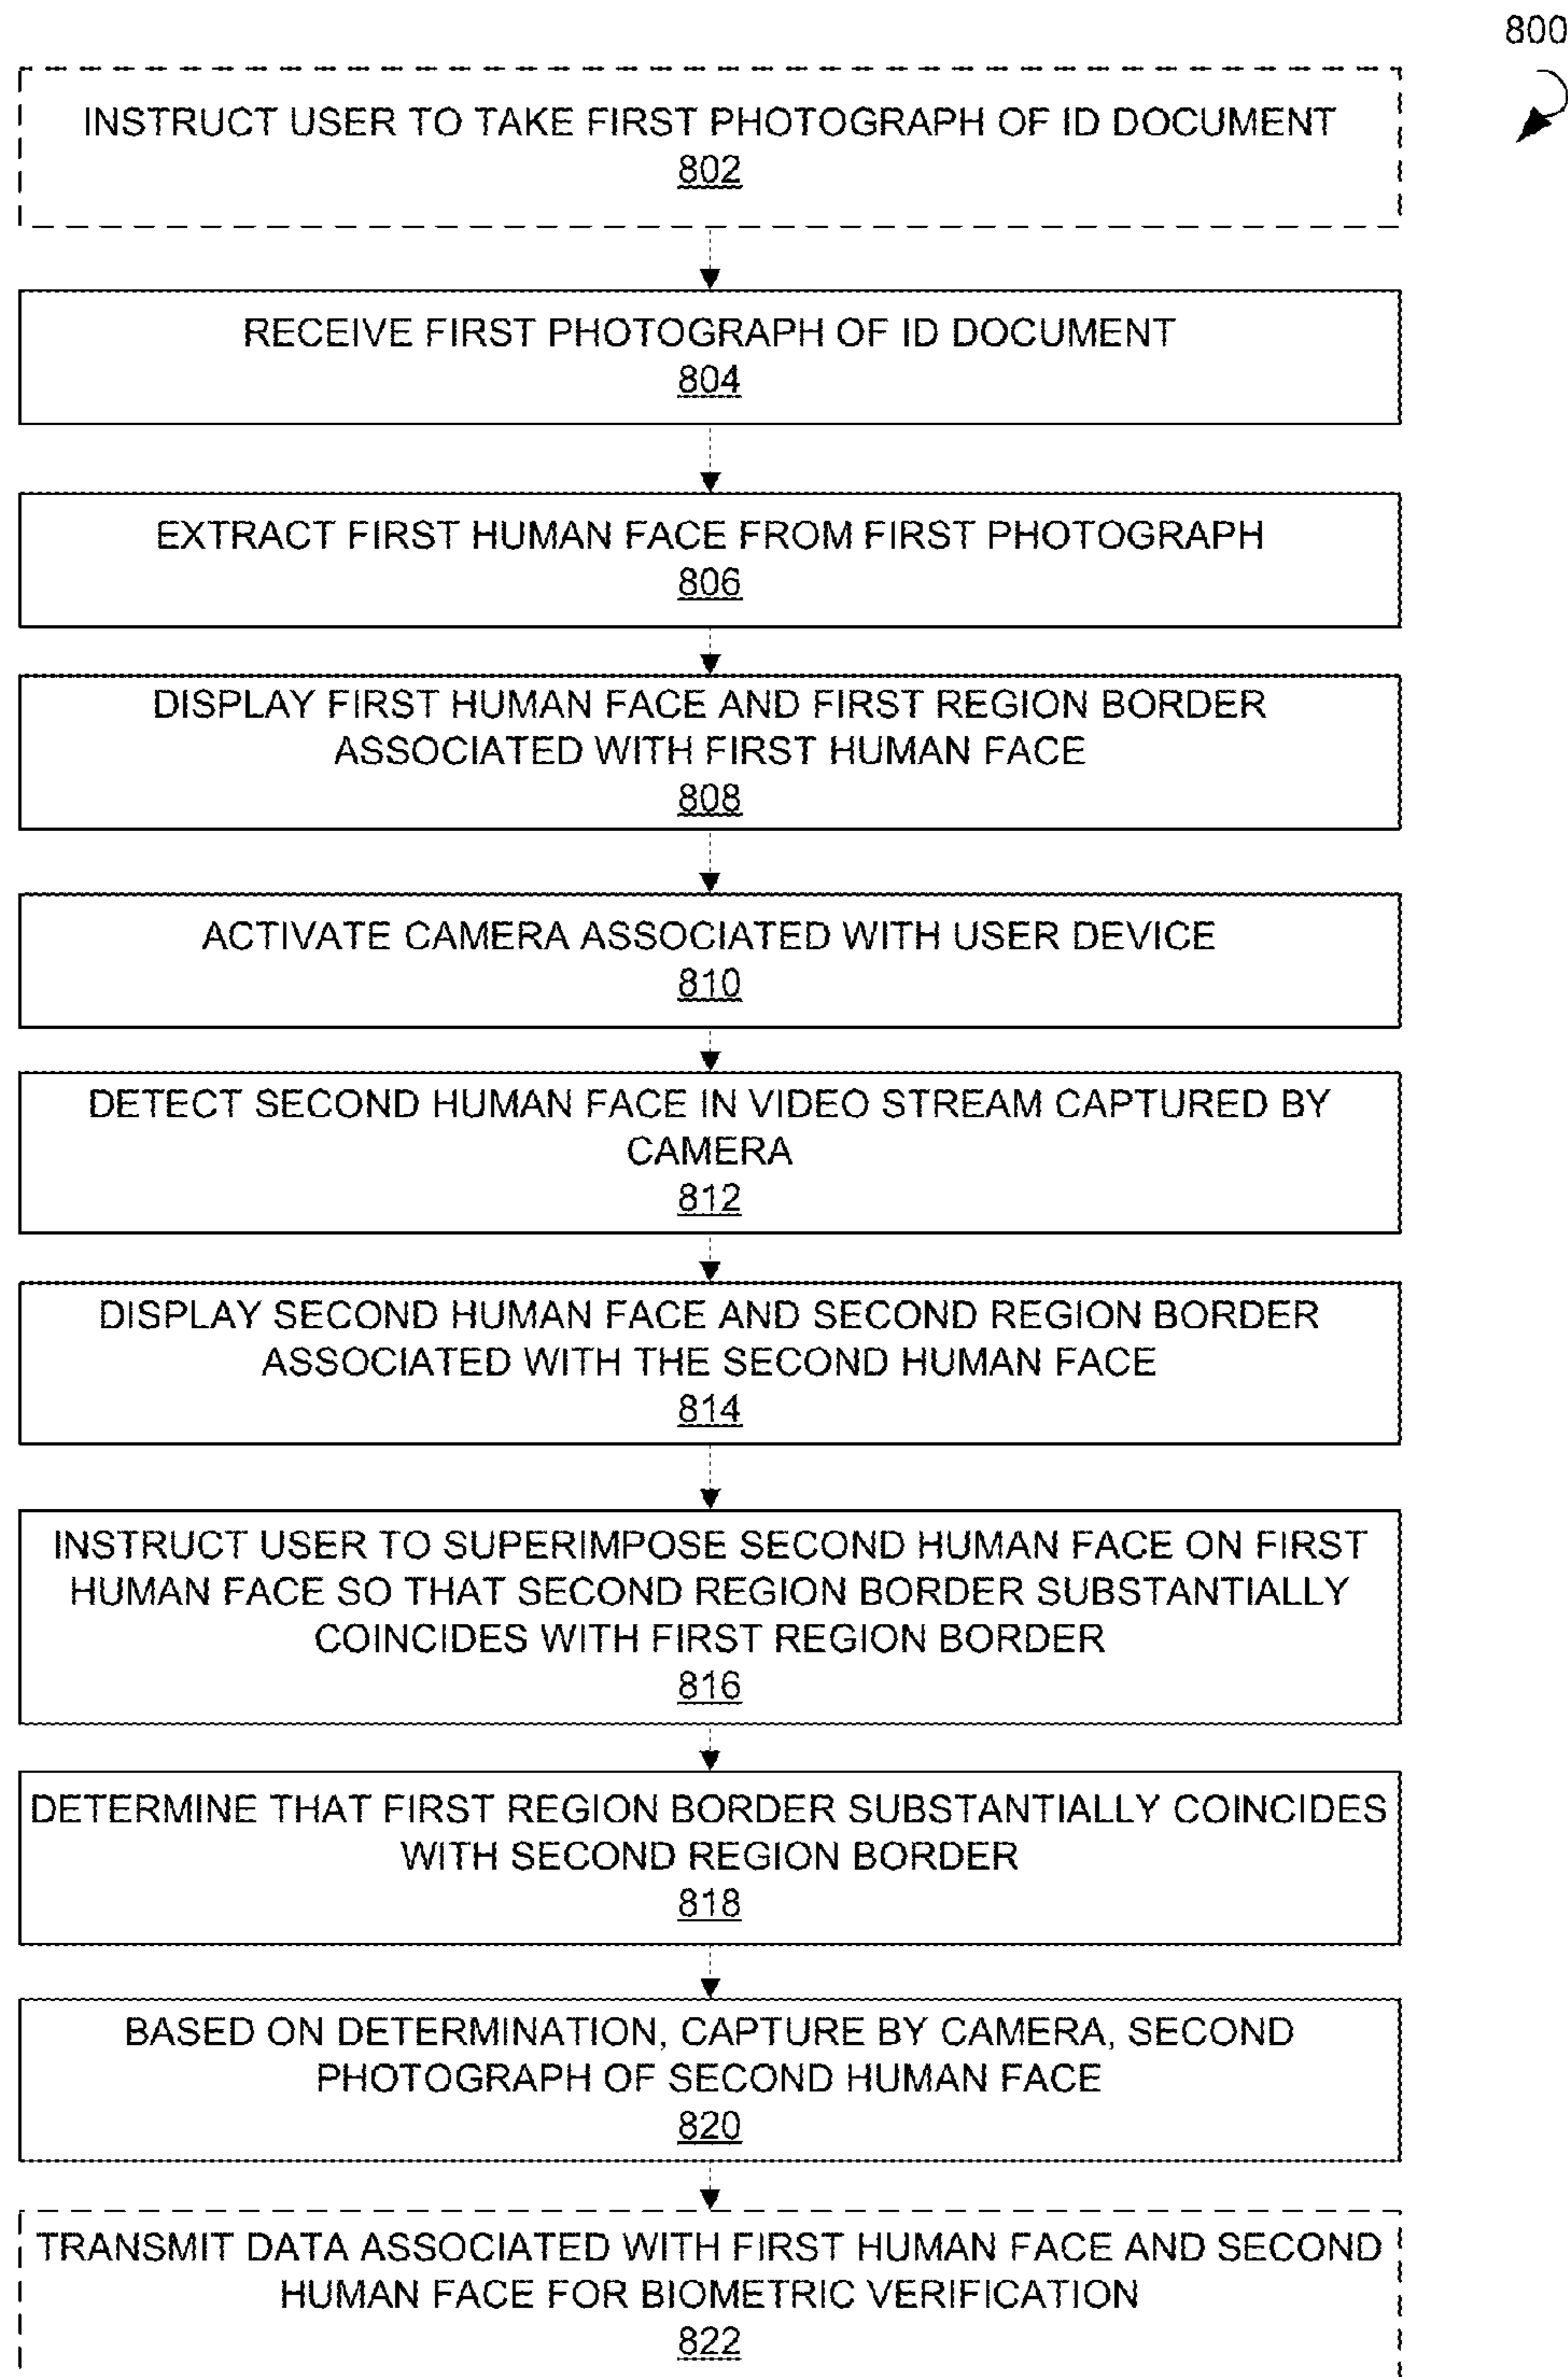 800
INSTRUCT USER TO TAKE FIRST PHOTOGRAPH OF ID DOCUMENT
802
RECEIVE FIRST PHOTOGRAPH OF ID DOCUMENT
804
EXTRACT FIRST HUMAN FACE FROM FIRST PHOTOGRAPH
806
DISPLAY FIRST HUMAN FACE AND FIRST REGION BORDER
ASSOCIATED WITH FIRST HUMAN FACE
808
ACTIVATE CAMERA ASSOCIATED WITH USER DEVICE
810
DETECT SECOND HUMAN FACE IN VIDEO STREAM CAPTURED BY
CAMERA
812
DISPLAY SECOND HUMAN FACE AND SECOND REGION BORDER
ASSOCIATED WITH THE SECOND HUMAN FACE
814
INSTRUCT USER TO SUPERIMPOSE SECOND HUMAN FACE ON FIRST
HUMAN FACE SO THAT SECOND REGION BORDER SUBSTANTIALLY
COINCIDES WITH FIRST REGION BORDER
816
DETERMINE THAT FIRST REGION BORDER SUBSTANTIALLY COINCIDES
WITH SECOND REGION BORDER
818
BASED ON DETERMINATION, CAPTURE BY CAMERA, SECOND
PHOTOGRAPH OF SECOND HUMAN FACE
820
TRANSMIT DATA ASSOCIATED WITH FIRST HUMAN FACE AND SECOND
HUMAN FACE FOR BIOMETRIC VERIFICATION
822